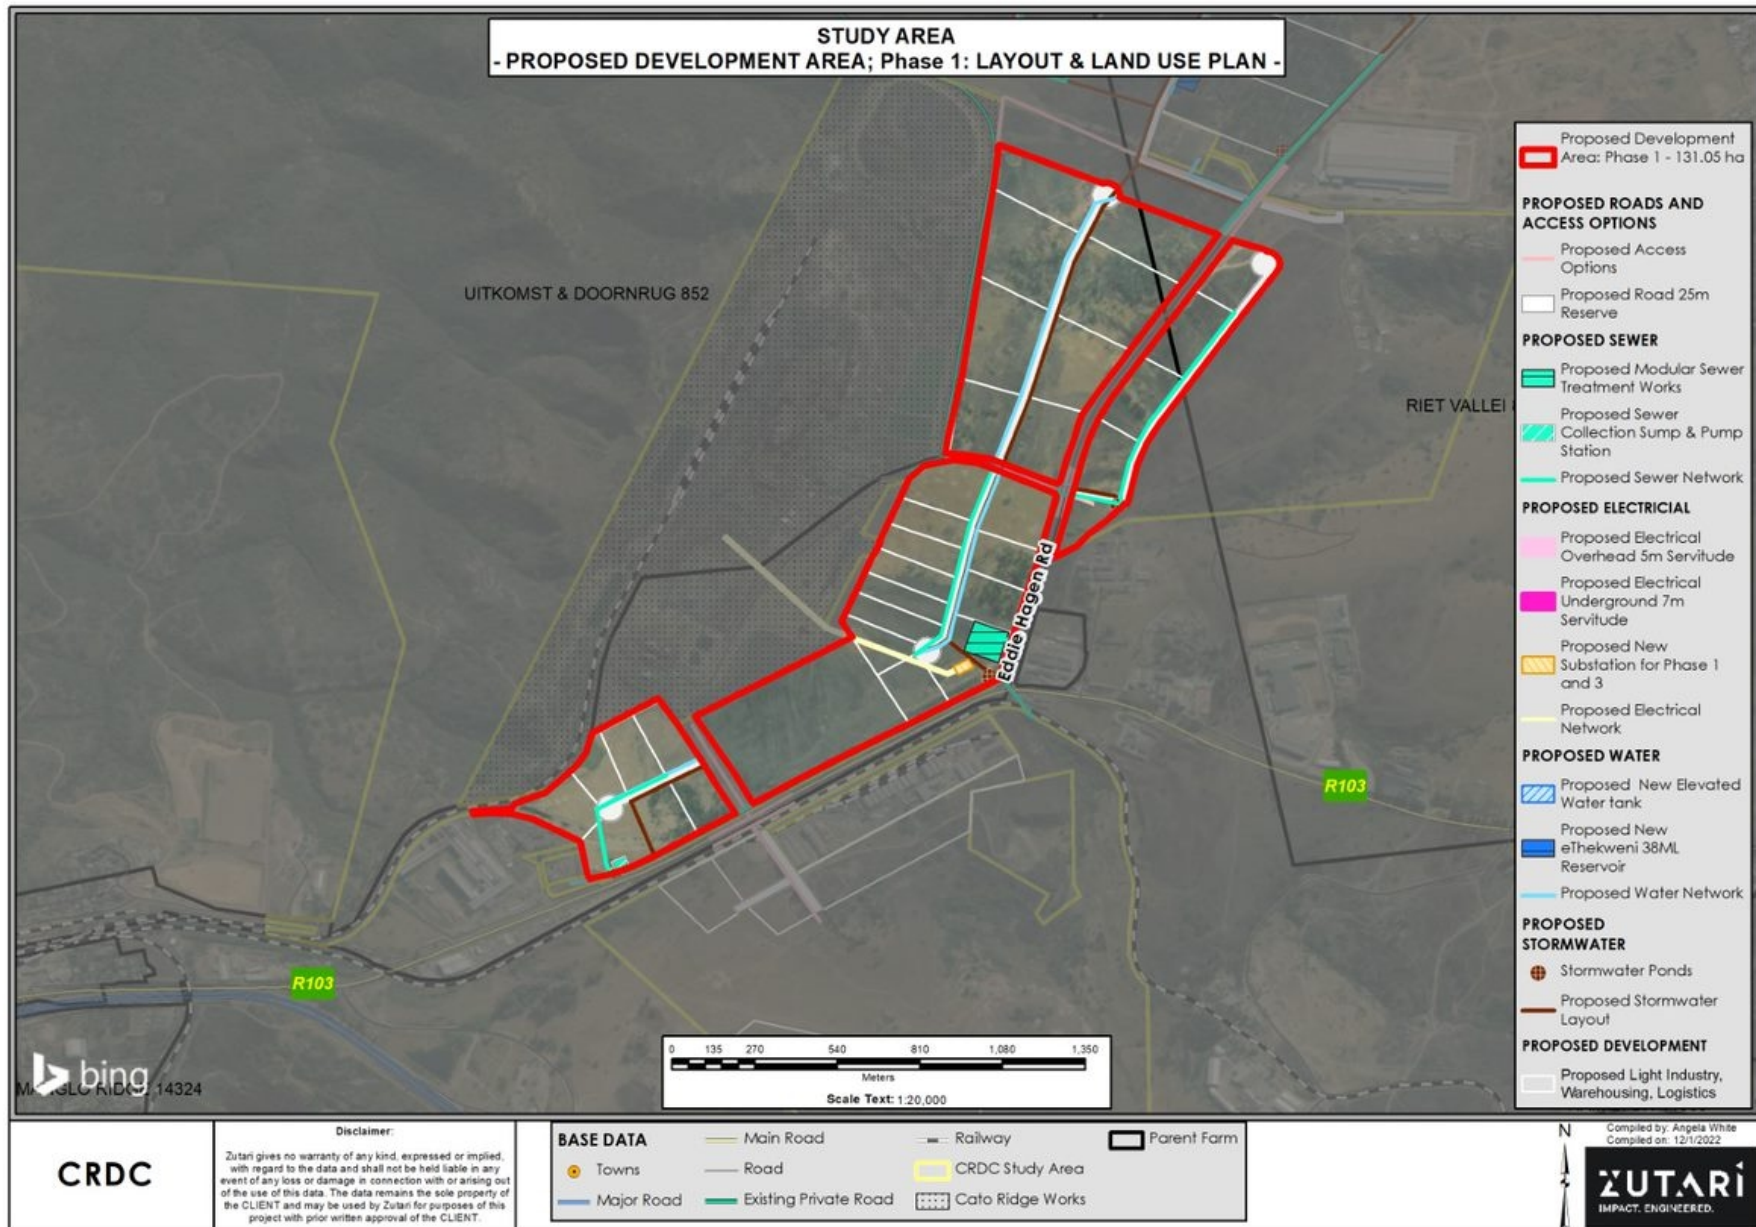 STUDY AREA
- PROPOSED DEVELOPMENT AREA; Phase 1: LAYOUT & LAND USE PLAN -
UITKOMST & DOORNRUG 852
RIET VALLEI
Eddie Hagen Rd
R103
R103
bing
RIDGE 14324
0 135 270 540 810 1,080 1,350
Meters
Scale Text: 1:20,000
Proposed Development
Area: Phase 1 - 131.05 ha
PROPOSED ROADS AND
ACCESS OPTIONS
Proposed Access
Options
Proposed Road 25m
Reserve
PROPOSED SEWER
Proposed Modular Sewer
Treatment Works
Proposed Sewer
Collection Sump & Pump
Station
Proposed Sewer Network
PROPOSED ELECTRICIAL
Proposed Electrical
Overhead 5m Servitude
Proposed Electrical
Underground 7m
Servitude
Proposed New
Substation for Phase 1
and 3
Proposed Electrical
Network
PROPOSED WATER
Proposed New Elevated
Water tank
Proposed New
eThekweni 38ML
Reservoir
Proposed Water Network
PROPOSED
STORMWATER
Stormwater Ponds
Proposed Stormwater
Layout
PROPOSED DEVELOPMENT
Proposed Light Industry,
Warehousing, Logistics
CRDC
Disclaimer:
Zutari gives no warranty of any kind, expressed or implied,
with regard to the data and shall not be held liable in any
event of any loss or damage in connection with or arising out
of the use of this data. The data remains the sole property of
the CLIENT and may be used by Zutari for purposes of this
project with prior written approval of the CLIENT.
BASE DATA
Towns
Major Road
Main Road
Road
Existing Private Road
Railway
CRDC Study Area
Cato Ridge Works
Parent Farm
N
Compiled by: Angela White
Compiled on: 12/1/2022
ZUTARI
IMPACT. ENGINEERED.